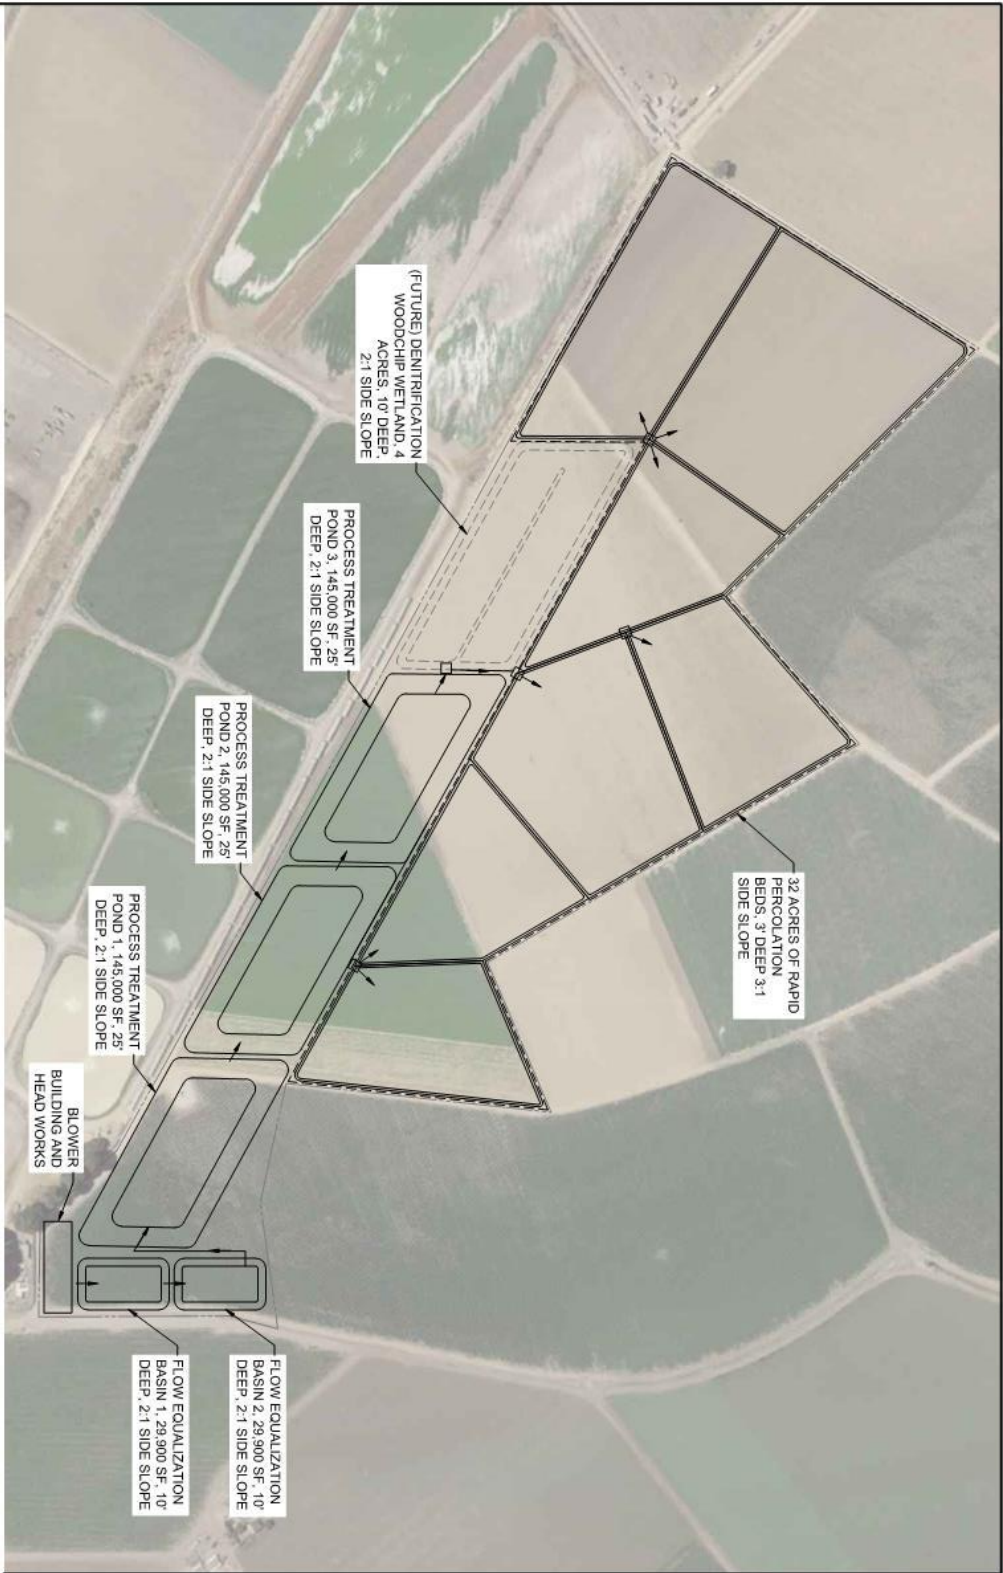 32 ACRES OF RAPID
PERCOLATION
BEDS, 3' DEEP 3:1
SIDE SLOPE
(FUTURE) DENITRIFICATION
WOODCHIP WETLAND, 4
ACRES, 10' DEEP,
2:1 SIDE SLOPE
PROCESS TREATMENT
POND 3, 145,000 SF, 25'
DEEP, 2:1 SIDE SLOPE
PROCESS TREATMENT
POND 2, 145,000 SF, 25'
DEEP, 2:1 SIDE SLOPE
PROCESS TREATMENT
POND 1, 145,000 SF, 25'
DEEP, 2:1 SIDE SLOPE
BLOWER
BUILDING AND
HEAD WORKS
FLOW EQUALIZATION
BASIN 2, 29,900 SF, 10'
DEEP, 2:1 SIDE SLOPE
FLOW EQUALIZATION
BASIN 1, 29,900 SF, 10'
DEEP, 2:1 SIDE SLOPE